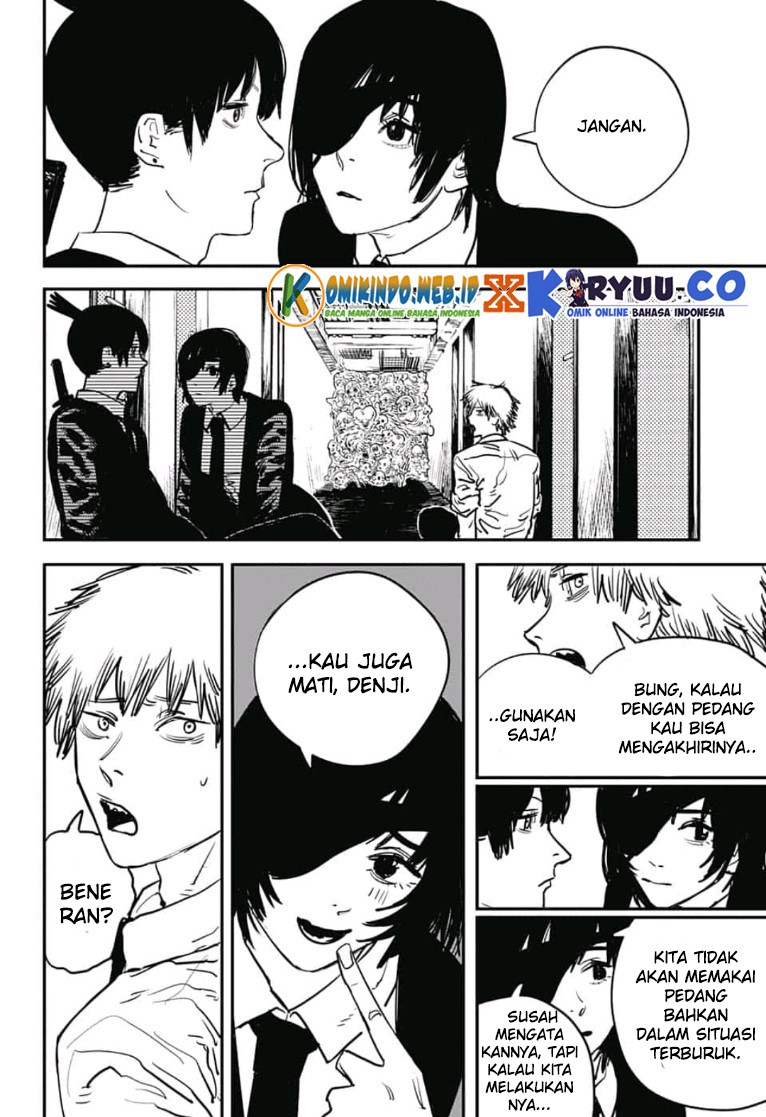 JANGAN.
KOMIKINDO.WEB.ID X KIRYUU.CO
BACA MANGA ONLINE BAHASA INDONESIA
OMIK ONLINE BAHASA INDONESIA
BUNG, KALAU
DENGAN PEDANG
KAU BISA
MENGAKHIRINYA..
..GUNAKAN
SAJA!
KITA TIDAK
AKAN MEMAKAI
PEDANG
BAHKAN
DALAM SITUASI
TERBURUK.
SUSAH
MENGATA
KANNYA, TAPI
KALAU KITA
MELAKUKAN
NYA...
...KAU JUGA
MATI, DENJI.
BENE
RAN?